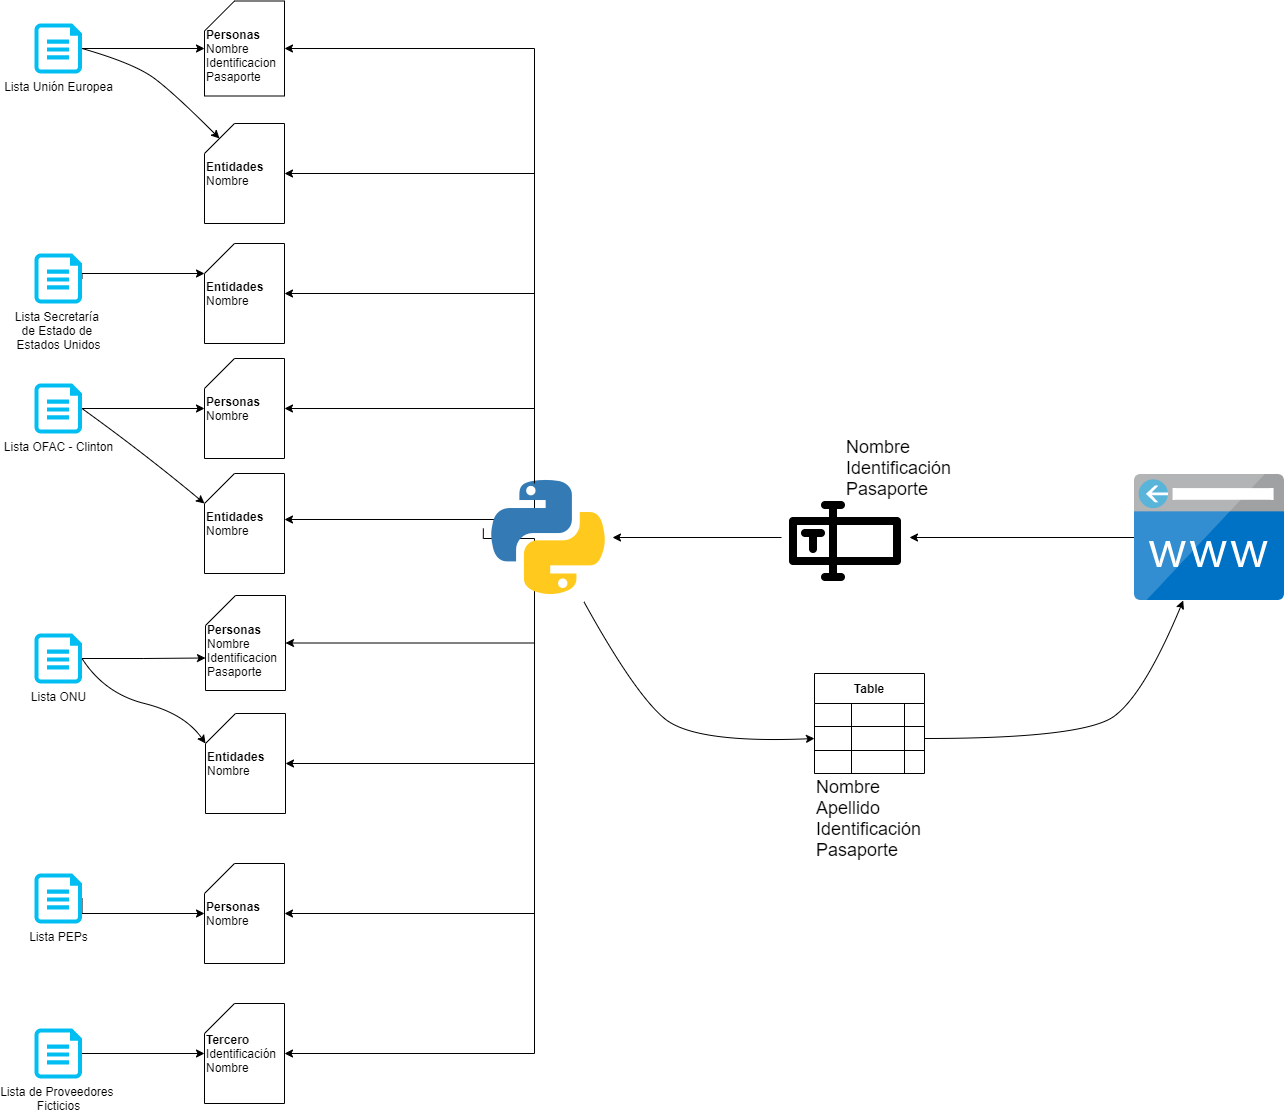 Lista Unión Europea
Personas
Nombre
Identificacion
Pasaporte
Entidades
Nombre
Lista Secretaría
de Estado de
Estados Unidos
Entidades
Nombre
Lista OFAC - Clinton
Personas
Nombre
Entidades
Nombre
Lista ONU
Personas
Nombre
Identificacion
Pasaporte
Entidades
Nombre
Lista PEPs
Personas
Nombre
Lista de Proveedores
Ficticios
Tercero
Identificación
Nombre
Nombre
Identificación
Pasaporte
T
WWW
Table
Nombre
Apellido
Identificación
Pasaporte